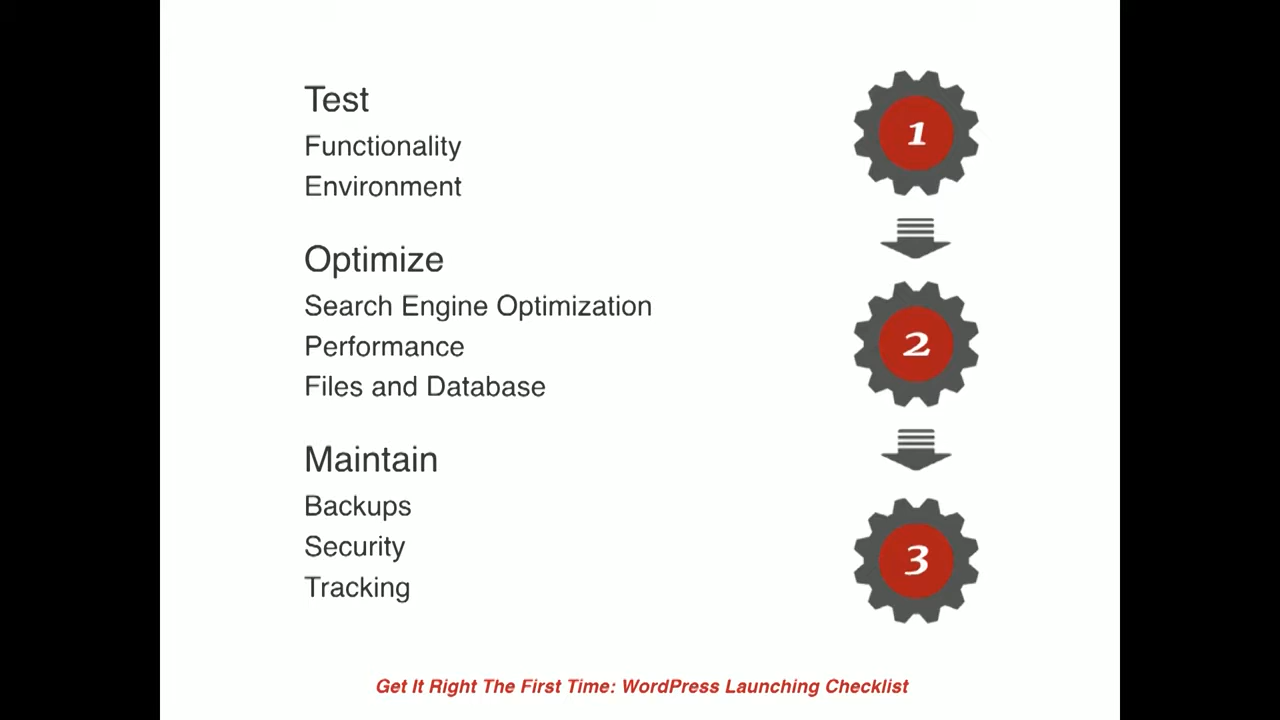 Test
Functionality
Environment
Optimize
Search Engine Optimization
Performance
Files and Database
Maintain
Backups
Security
Tracking
1
2
3
Get It Right The First Time: WordPress Launching Checklist